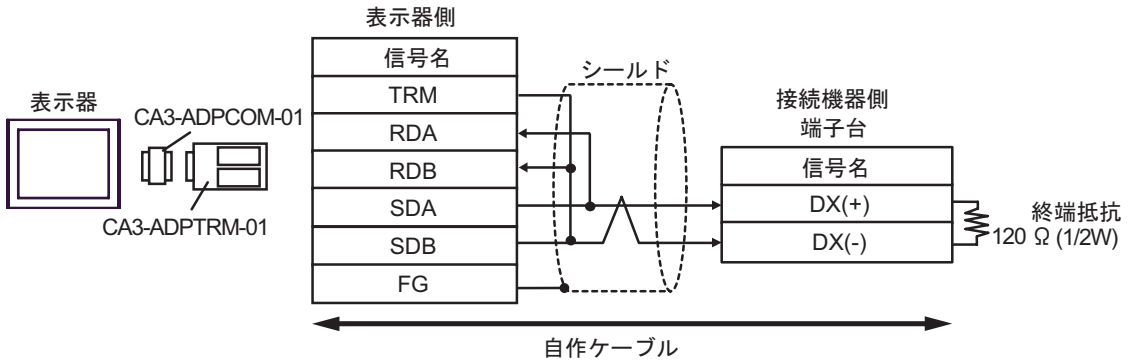 表示器側
表示器
CA3-ADPCOM-01
CA3-ADPTRM-01
信号名
TRM
RDA
RDB
SDA
SDB
FG
シールド
接続機器側
端子台
信号名
DX(+)
DX(-)
終端抵抗
120 Ω (1/2W)
自作ケーブル